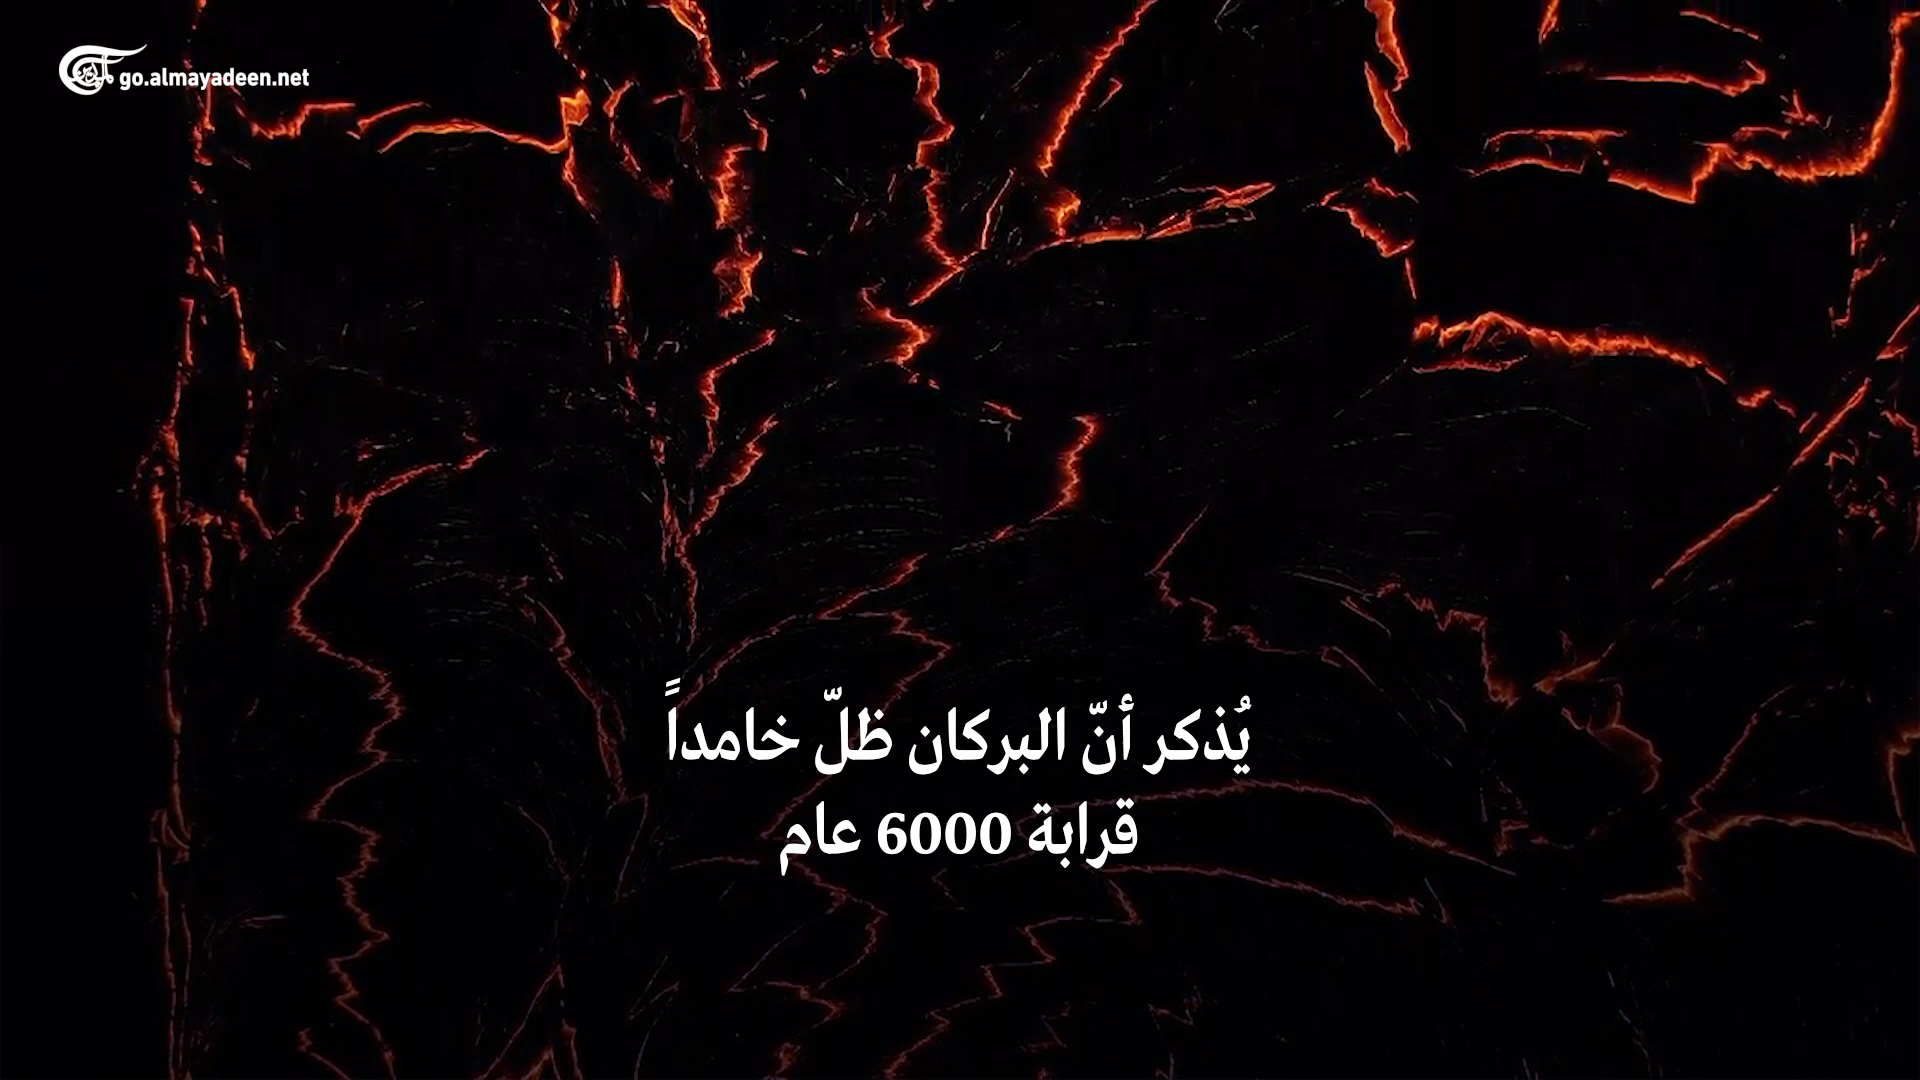 go.almayadeen.net
يُذكر أنّ البركان ظلّ خامداً
قرابة 6000 عام